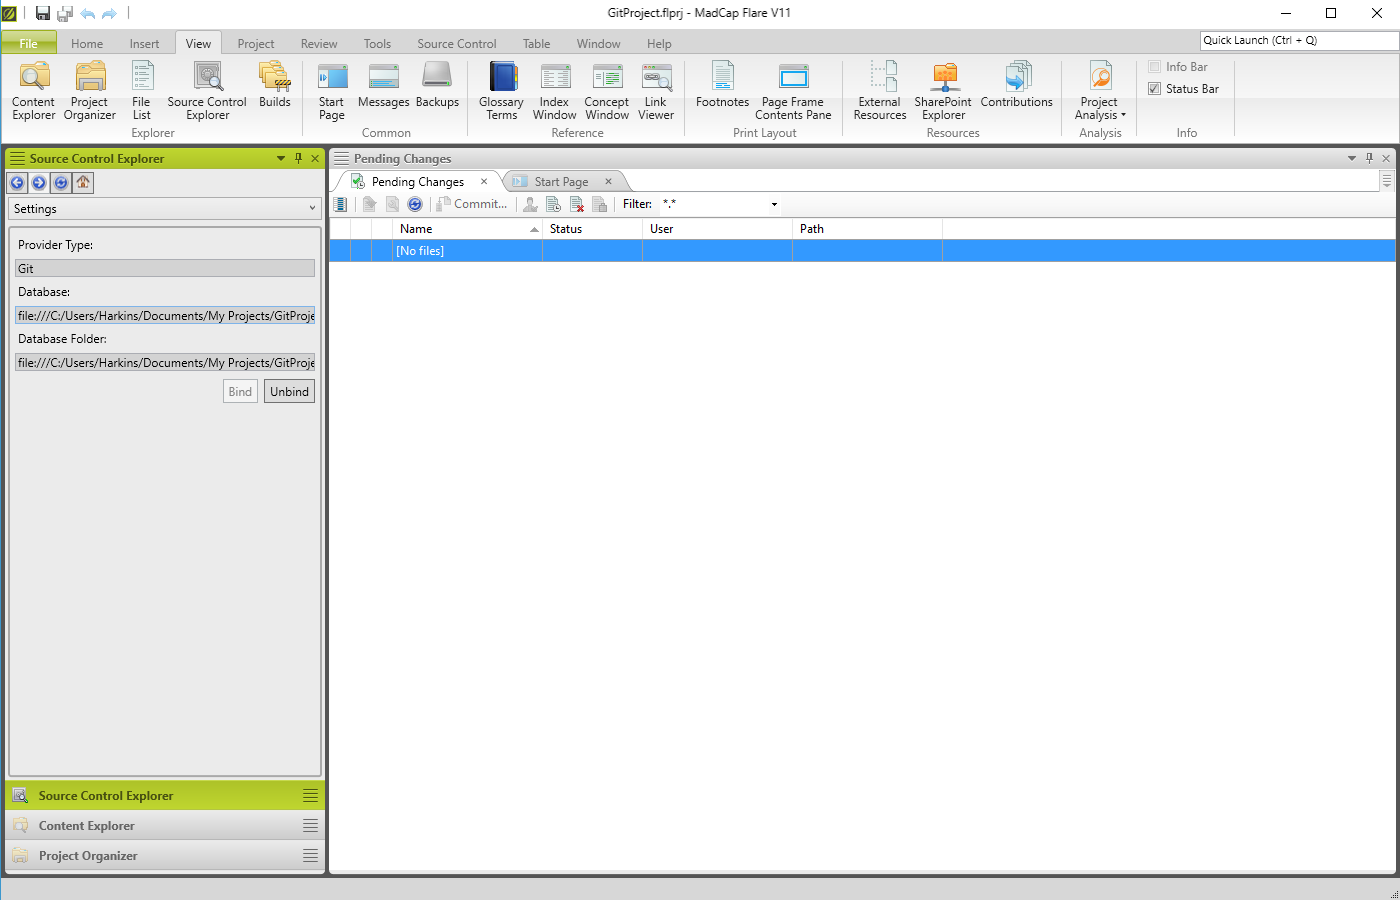 GitProject.flprj - MadCap Flare V11
File Home Insert View Project Review Tools Source Control Table Window Help Quick Launch (Ctrl + Q)
Content Explorer
Project Organizer
File List
Source Control Explorer
Builds
Explorer
Start Page
Messages
Backups
Common
Glossary Terms
Index Window
Concept Window
Link Viewer
Reference
Footnotes
Page Frame Contents Pane
Print Layout
External Resources
SharePoint Explorer
Contributions
Resources
Project Analysis
Analysis
Info Bar
Status Bar
Info
Source Control Explorer
Settings
Provider Type:
Git
Database:
file:///C:/Users/Harkins/Documents/My Projects/GitProje
Database Folder:
file:///C:/Users/Harkins/Documents/My Projects/GitProje
Bind Unbind
Source Control Explorer
Content Explorer
Project Organizer
Pending Changes
Pending Changes Start Page
Commit... Filter: *.*
Name Status User Path
[No files]